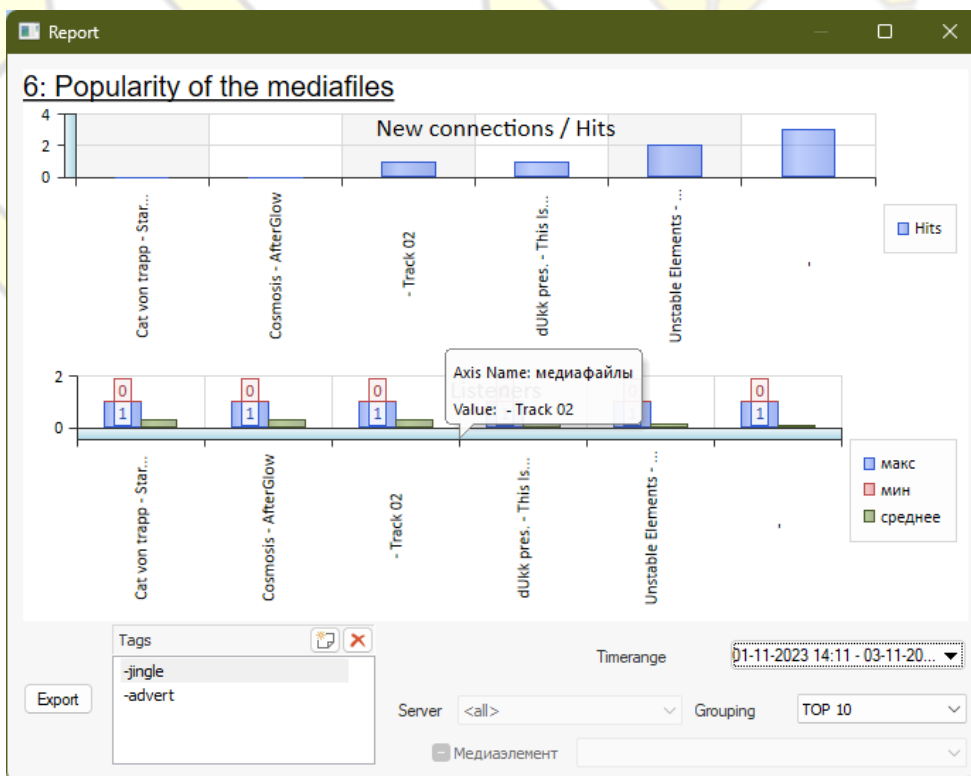 Report
6: Popularity of the mediafiles
New connections / Hits
4
2
0
Cat von trapp - Star...
Cosmosis - AfterGlow
- Track 02
dUkk pres. - This Is...
Unstable Elements - ...
'
Hits
Listeners
2
0
0
0
0
0
1
1
1
1
Axis Name: медиафайлы
Value: - Track 02
Cat von trapp - Star...
Cosmosis - AfterGlow
- Track 02
dUkk pres. - This Is...
Unstable Elements - ...
'
макс
мин
среднее
Tags
-jingle
-advert
Export
Timerange
01-11-2023 14:11 - 03-11-20...
Server
<all>
Grouping
TOP 10
Медиаэлемент